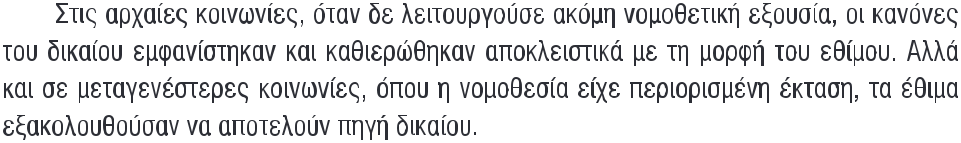 Στις αρχαίες κοινωνίες, όταν δε λειτουργούσε ακόμη νομοθετική εξουσία, οι κανόνες
του δικαίου εμφανίστηκαν και καθιερώθηκαν αποκλειστικά με τη μορφή του εθίμου. Αλλά
και σε μεταγενέστερες κοινωνίες, όπου η νομοθεσία είχε περιορισμένη έκταση, τα έθιμα
εξακολουθούσαν να αποτελούν πηγή δικαίου.